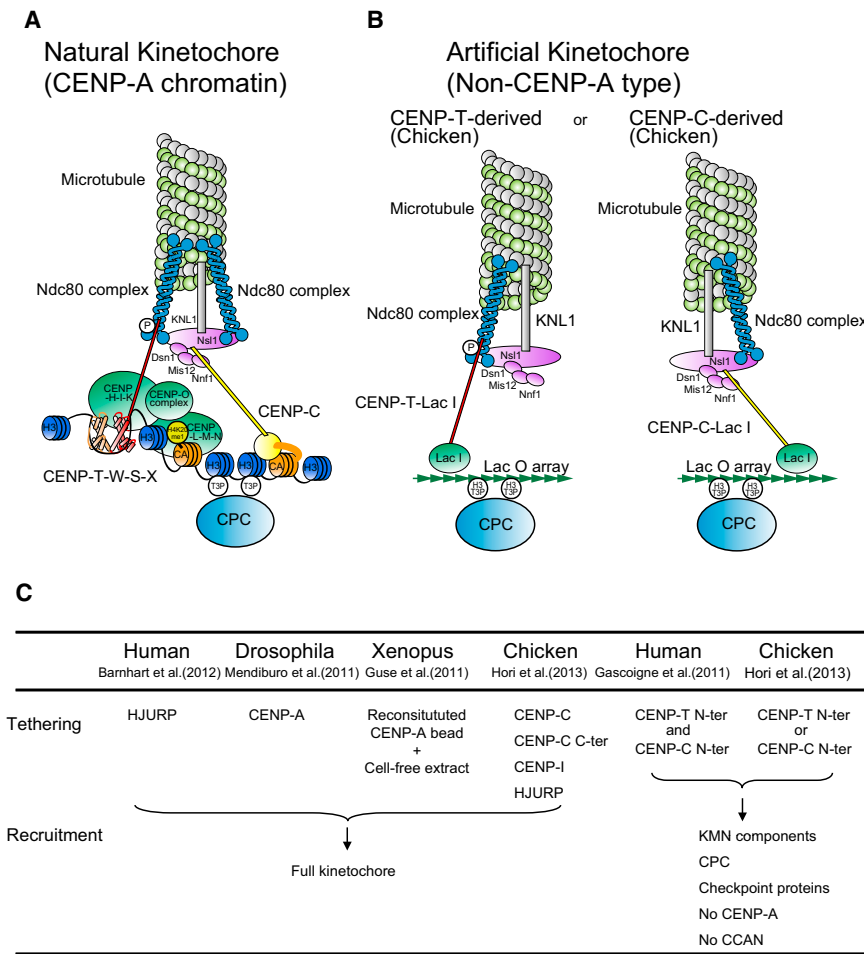 A
Natural Kinetochore
(CENP-A chromatin)
Microtubule
Ndc80 complex
Ndc80 complex
KNL1
P
Nsl1
Dsn1
Mis12
Nnf1
CENP
-H-I-K
CENP-O
complex
CENP-C
H3
H3
H4K20
me1
CENP
-L-M-N
CA
H3
H3
CA
H3
CENP-T-W-S-X
T3P
T3P
CPC
B
Artificial Kinetochore
(Non-CENP-A type)
CENP-T-derived
(Chicken)
or
CENP-C-derived
(Chicken)
Microtubule
Ndc80 complex
KNL1
P
Nsl1
Dsn1
Mis12
Nnf1
CENP-T-Lac I
Lac I
Lac O array
H3
T3P
H3
T3P
CPC
Microtubule
KNL1
Ndc80 complex
Nsl1
Dsn1
Mis12
Nnf1
CENP-C-Lac I
Lac O array
Lac I
H3
T3P
H3
T3P
CPC
C
Human Drosophila Xenopus Chicken Human Chicken
Barnhart et al.(2012) Mendiburo et al.(2011) Guse et al.(2011) Hori et al.(2013) Gascoigne et al.(2011) Hori et al.(2013)
Tethering
HJURP
CENP-A
Reconsitututed
CENP-A bead
+
Cell-free extract
CENP-C
CENP-C C-ter
CENP-I
HJURP
CENP-T N-ter
and
CENP-C N-ter
CENP-T N-ter
or
CENP-C N-ter
Recruitment
Full kinetochore
KMN components
CPC
Checkpoint proteins
No CENP-A
No CCAN